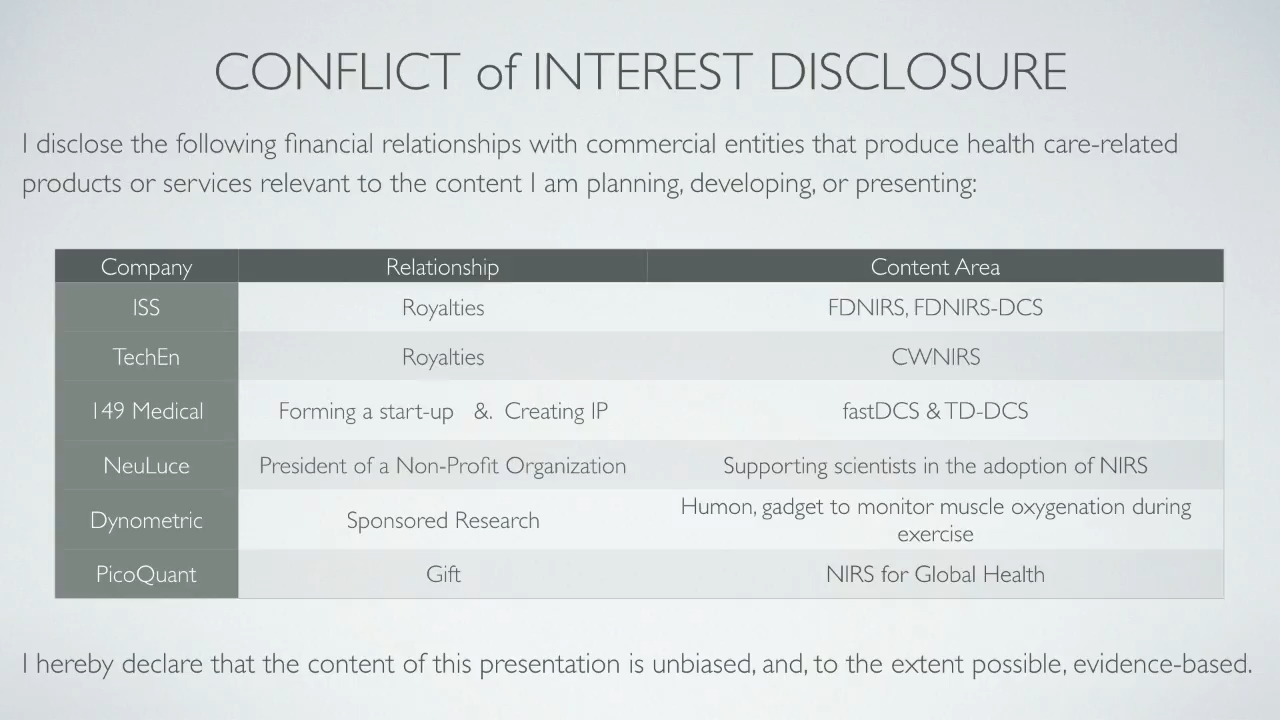 CONFLICT of INTEREST DISCLOSURE
I disclose the following financial relationships with commercial entities that produce health care-related
products or services relevant to the content I am planning, developing, or presenting:
Company Relationship Content Area
ISS Royalties FDNIRS, FDNIRS-DCS
TechEn Royalties CWNIRS
149 Medical Forming a start-up &. Creating IP fastDCS & TD-DCS
NeuLuce President of a Non-Profit Organization Supporting scientists in the adoption of NIRS
Dynometric Sponsored Research Humon, gadget to monitor muscle oxygenation during
exercise
PicoQuant Gift NIRS for Global Health
I hereby declare that the content of this presentation is unbiased, and, to the extent possible, evidence-based.